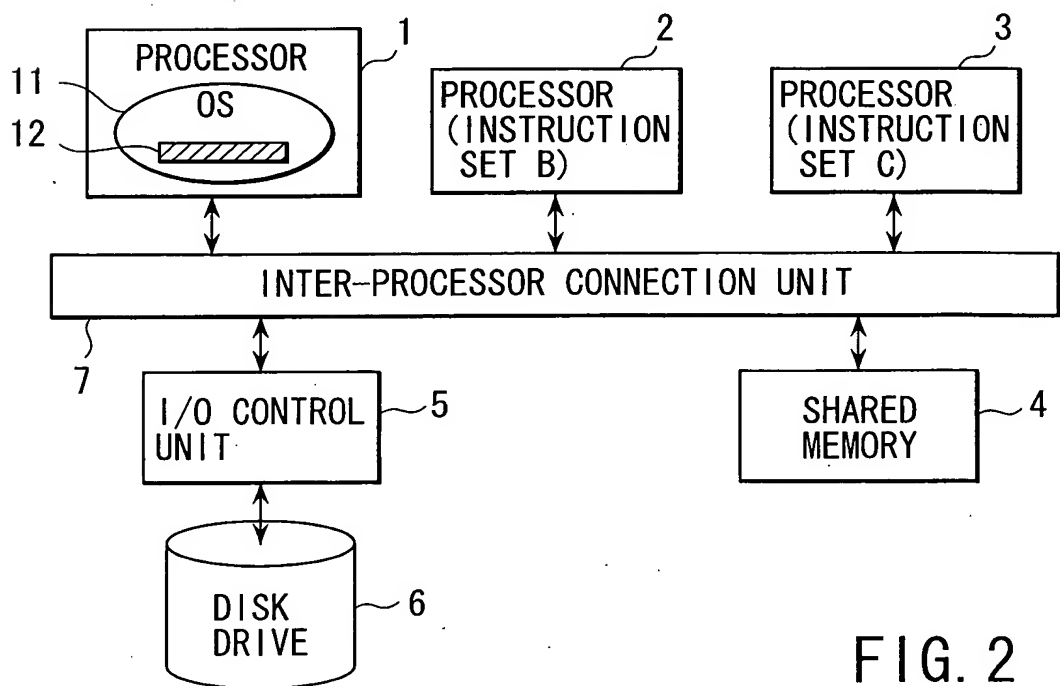 1
PROCESSOR
11
OS
12
2
PROCESSOR
(INSTRUCTION
SET B)
3
PROCESSOR
(INSTRUCTION
SET C)
INTER-PROCESSOR CONNECTION UNIT
7
I/O CONTROL
UNIT
5
SHARED
MEMORY
4
DISK
DRIVE
6
FIG. 2